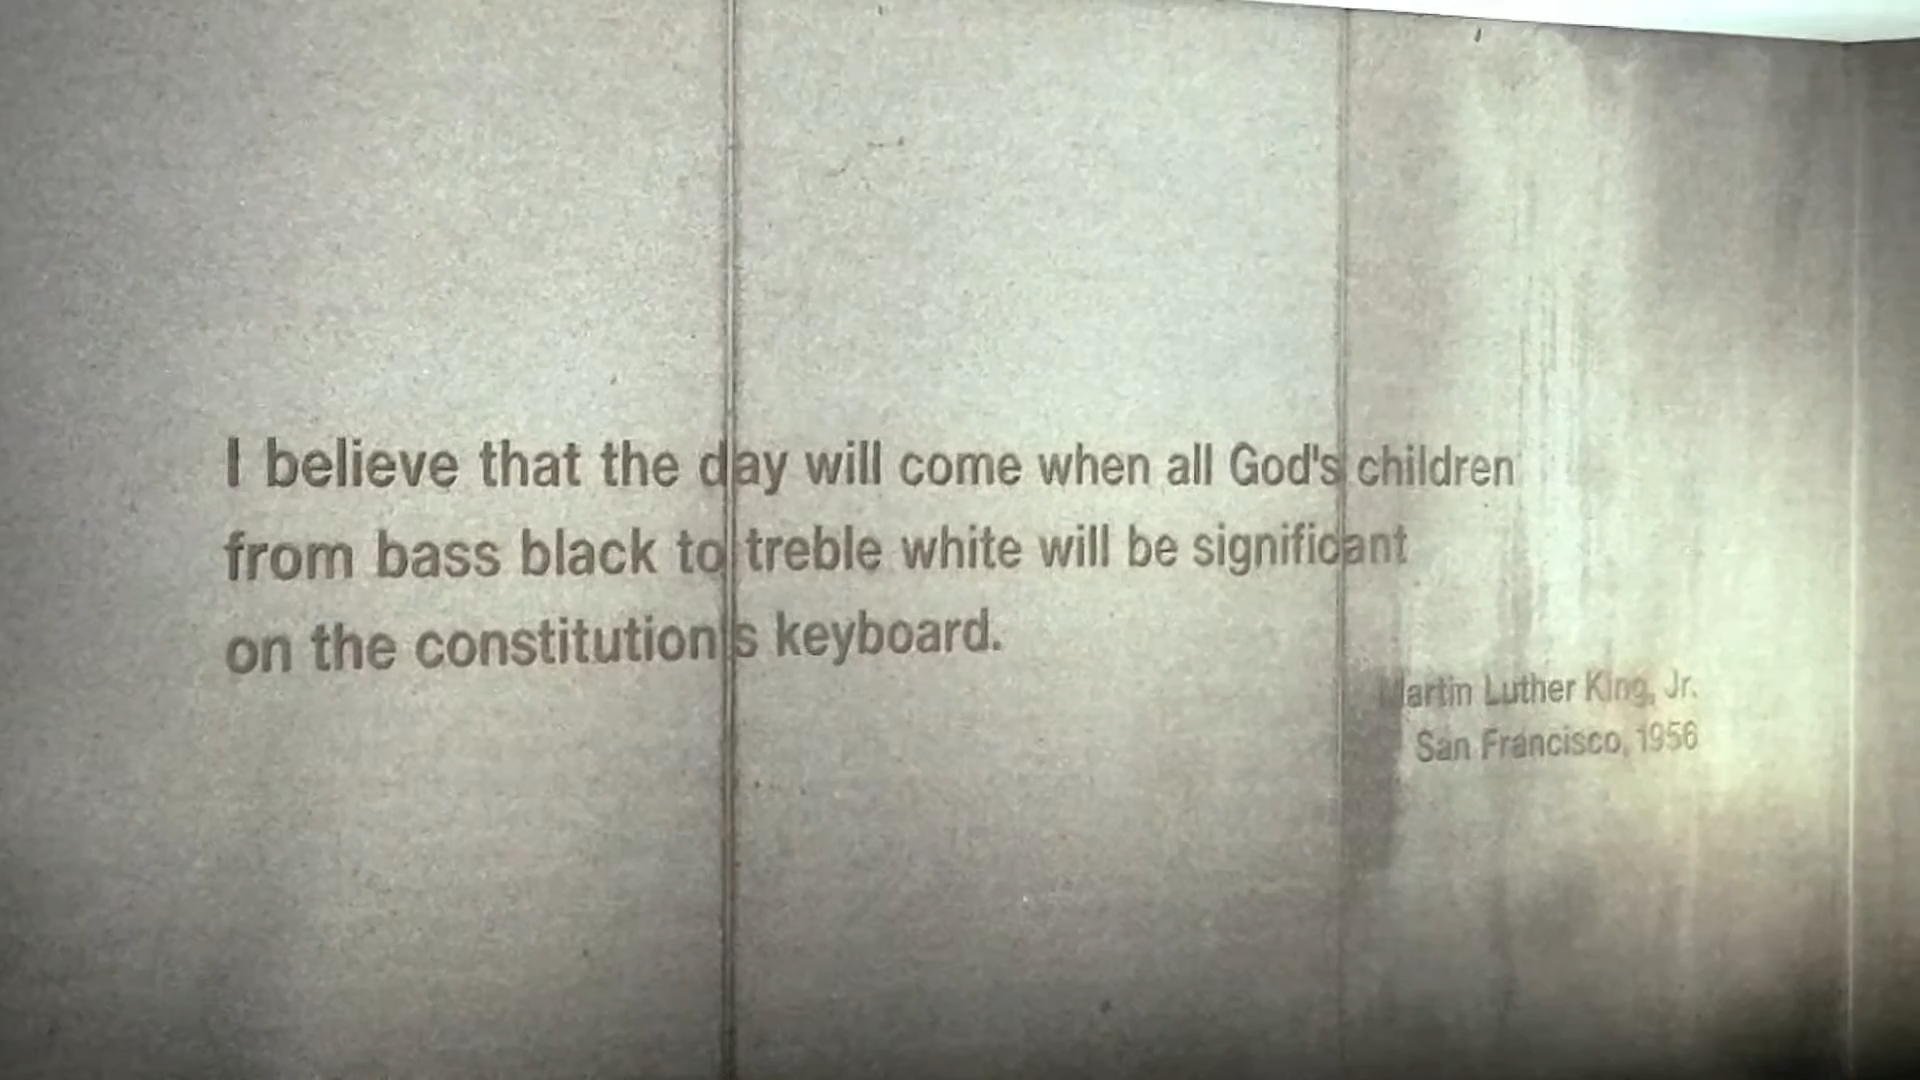 I believe that the day will come when all God's children
from bass black to treble white will be significant
on the constitution's keyboard.
Martin Luther King, Jr.
San Francisco, 1956